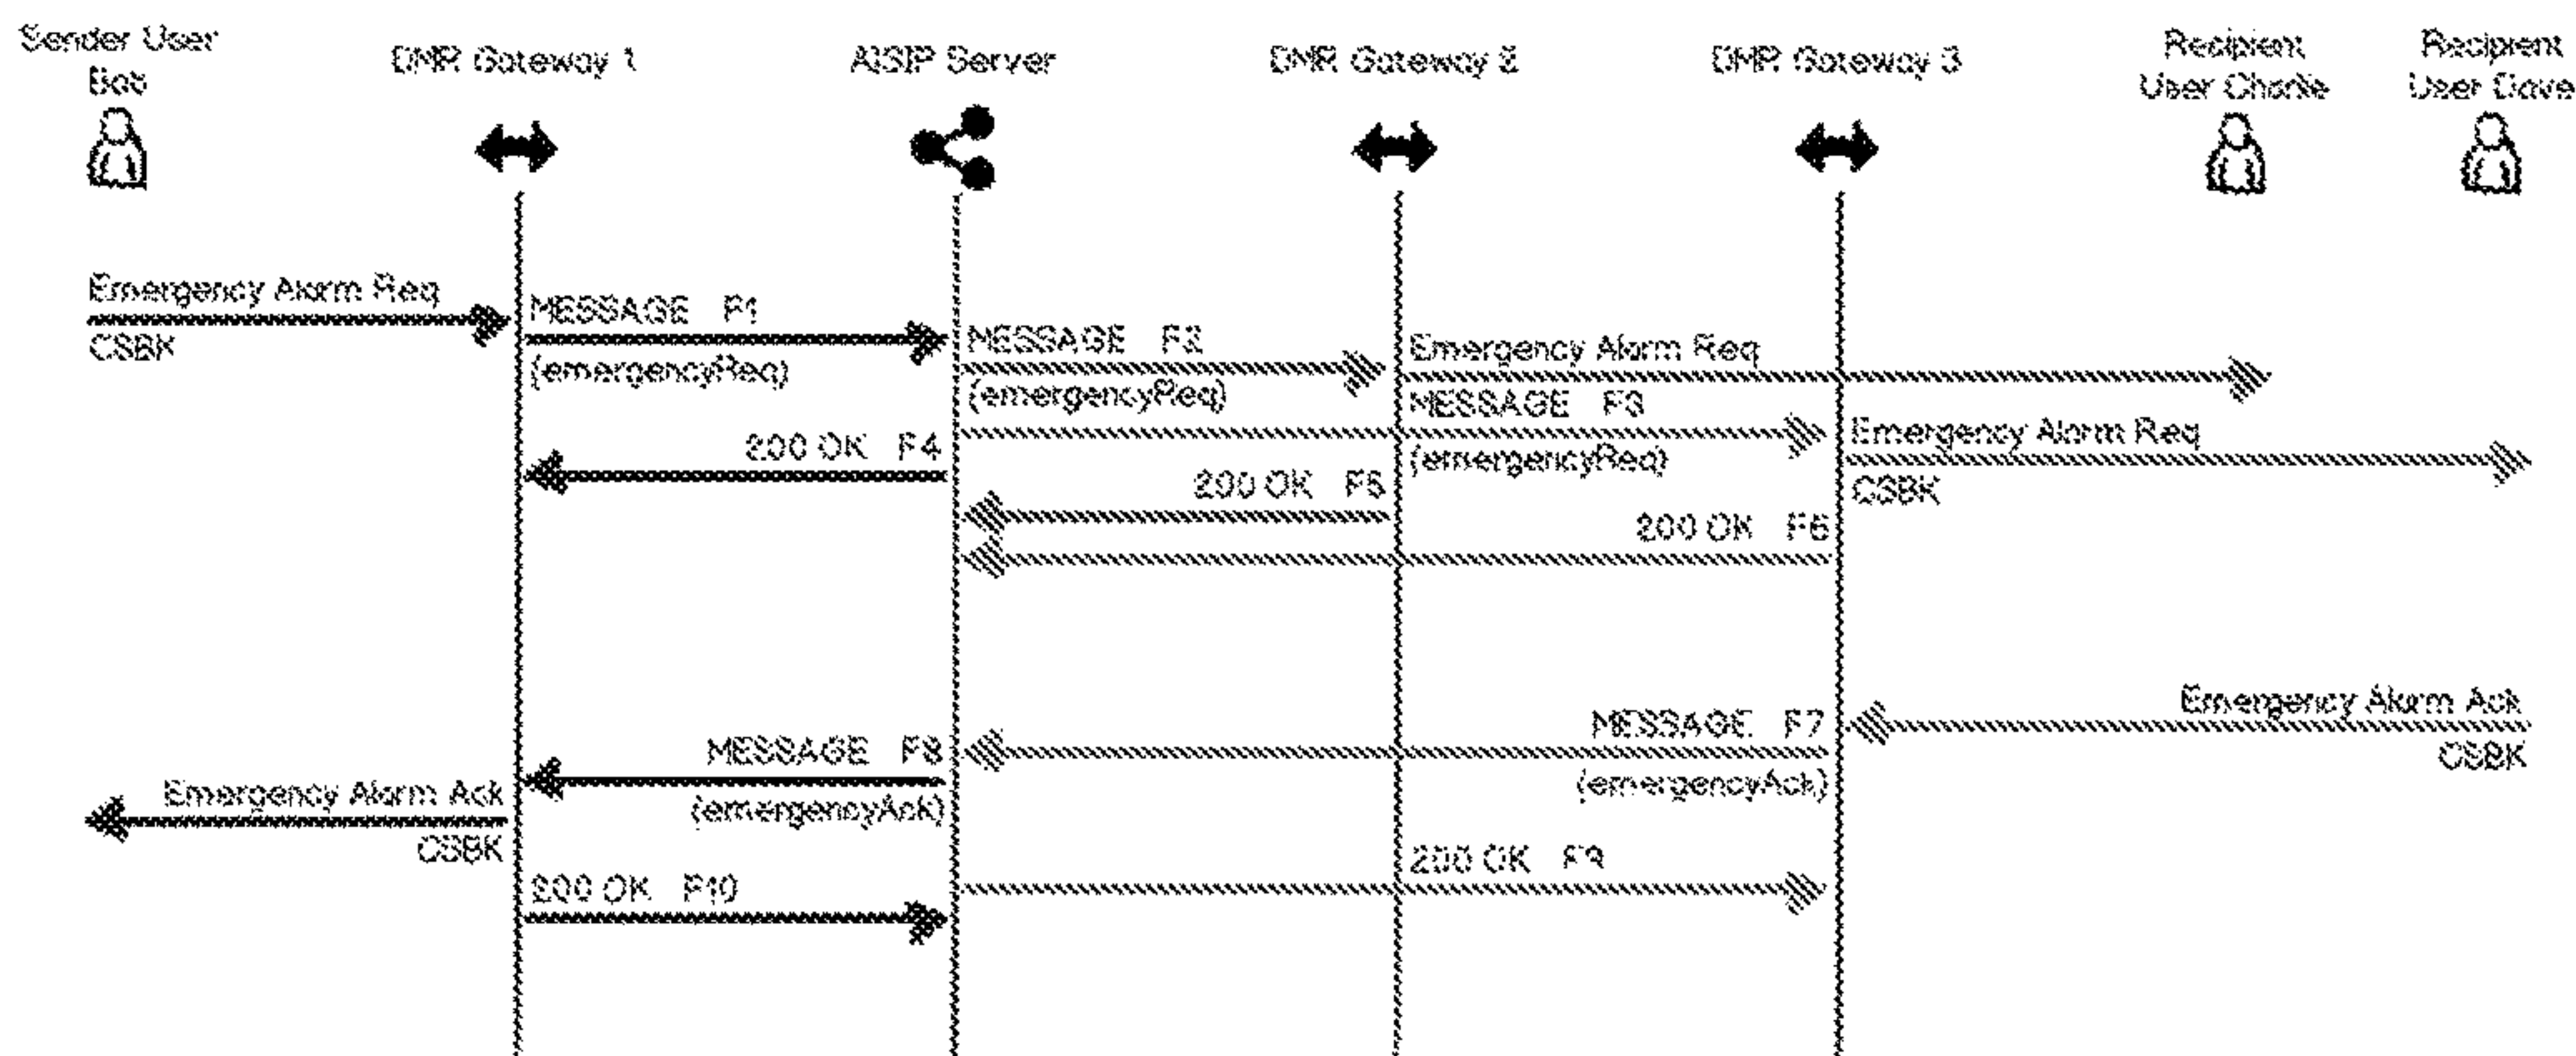 Sender User
Bob
DMR Gateway 1
AISIP Server
DMR Gateway 2
DMR Gateway 3
Recipient
User Charlie
Recipient
User Dave
Emergency Alarm Req
CSBK
MESSAGE F1
(emergencyReq)
MESSAGE F2
(emergencyReq)
Emergency Alarm Req
MESSAGE F3
(emergencyReq)
Emergency Alarm Req
CSBK
200 OK F4
200 OK F5
200 OK F6
Emergency Alarm Ack
CSBK
MESSAGE F7
(emergencyAck)
MESSAGE F8
(emergencyAck)
Emergency Alarm Ack
CSBK
200 OK F9
200 OK F10